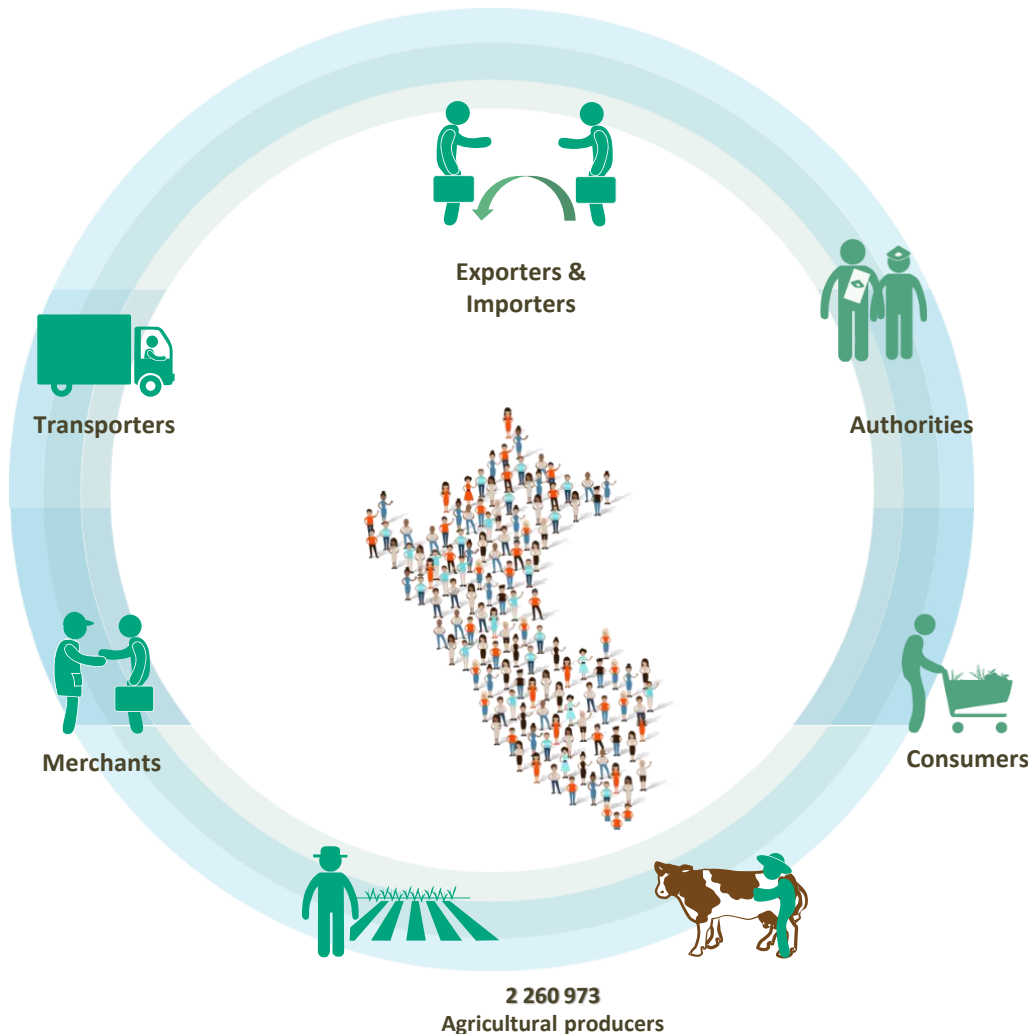 Exporters &
Importers
Transporters
Authorities
Merchants
Consumers
2 260 973
Agricultural producers